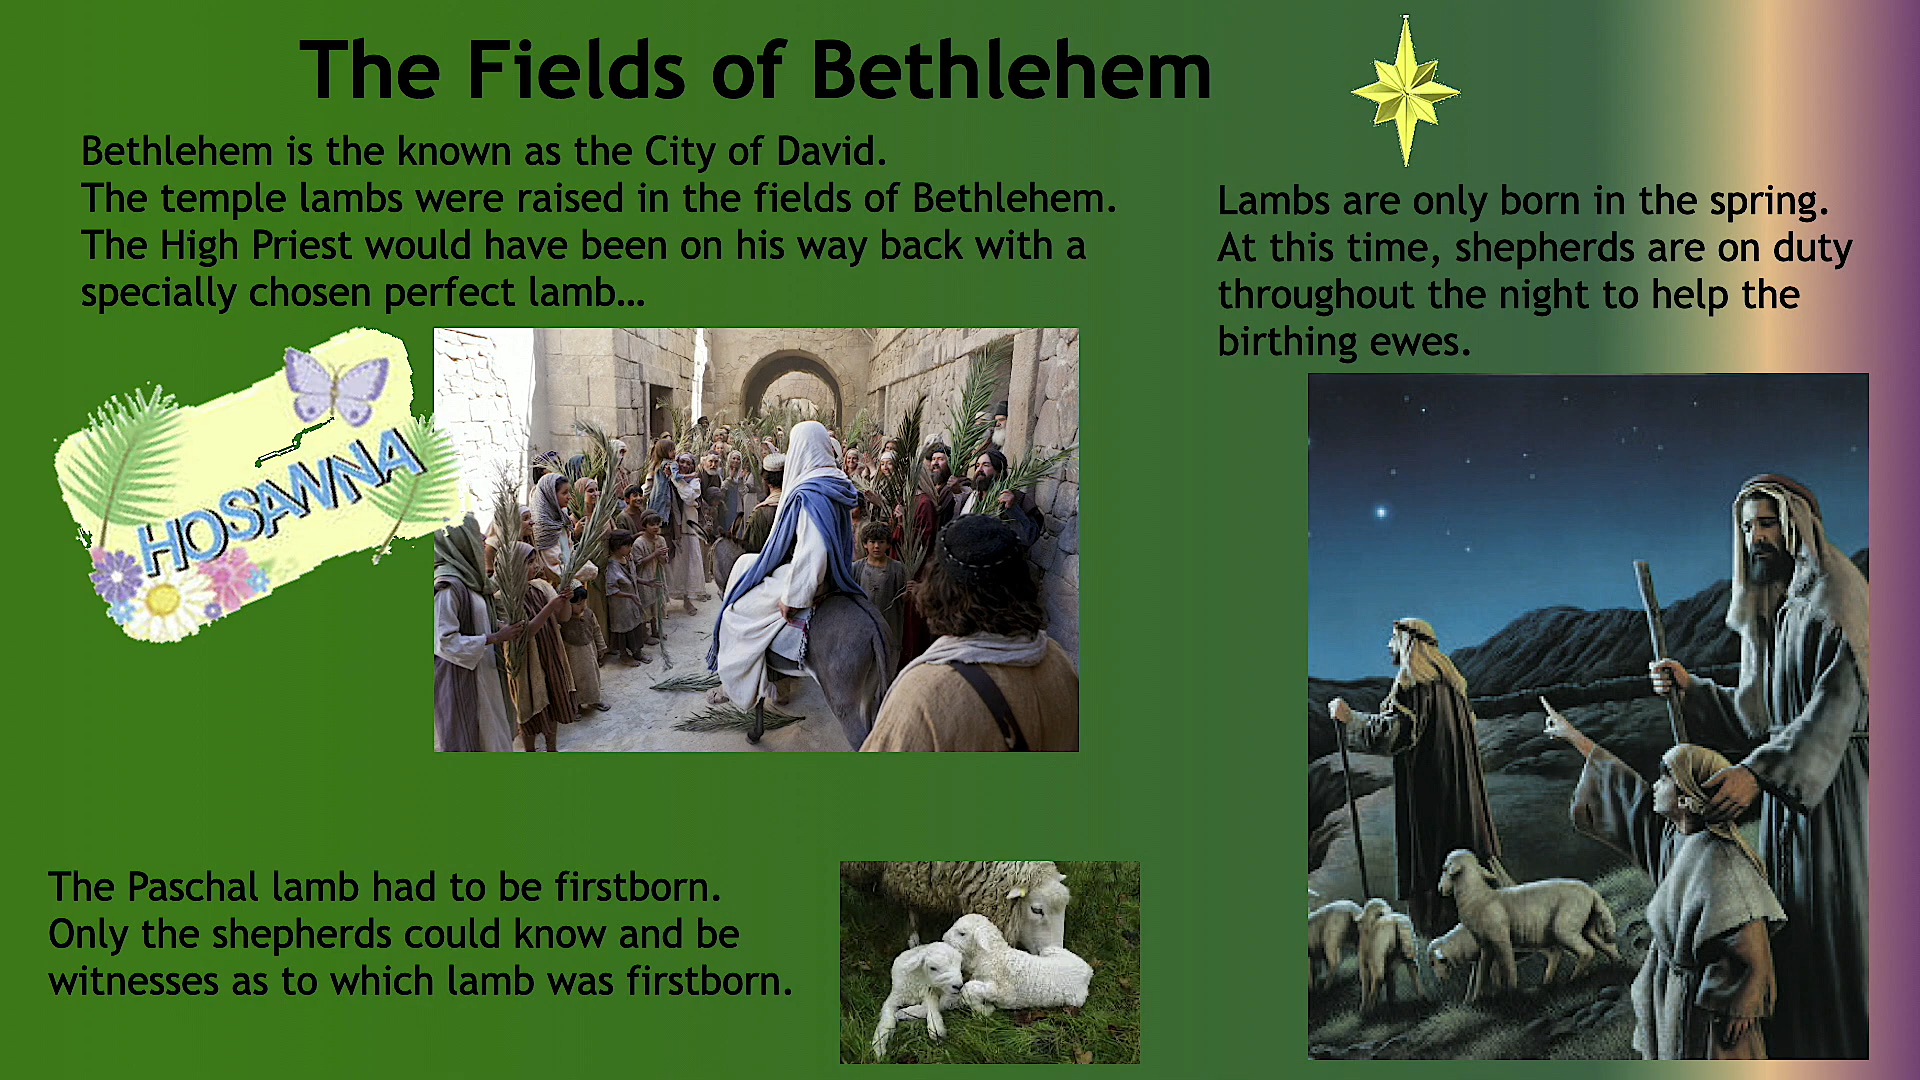 The Fields of Bethlehem
Bethlehem is the known as the City of David.
The temple lambs were raised in the fields of Bethlehem.
The High Priest would have been on his way back with a
specially chosen perfect lamb…
Lambs are only born in the spring.
At this time, shepherds are on duty
throughout the night to help the
birthing ewes.
HOSANNA
The Paschal lamb had to be firstborn.
Only the shepherds could know and be
witnesses as to which lamb was firstborn.